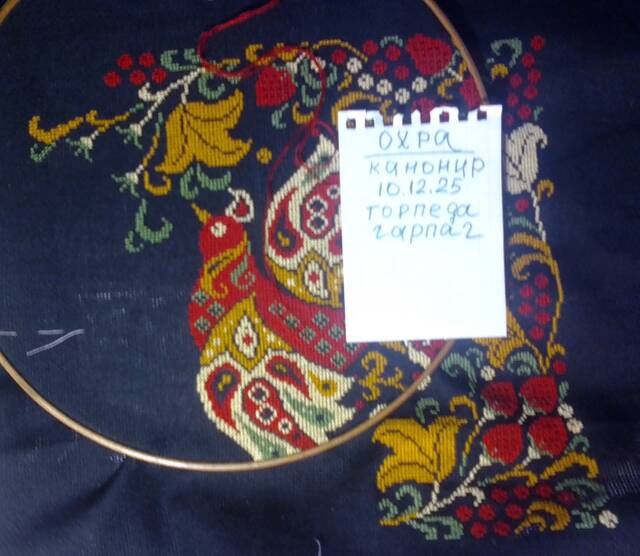 ОХРА
канонир
10.12.25
торпеда
гарпаг